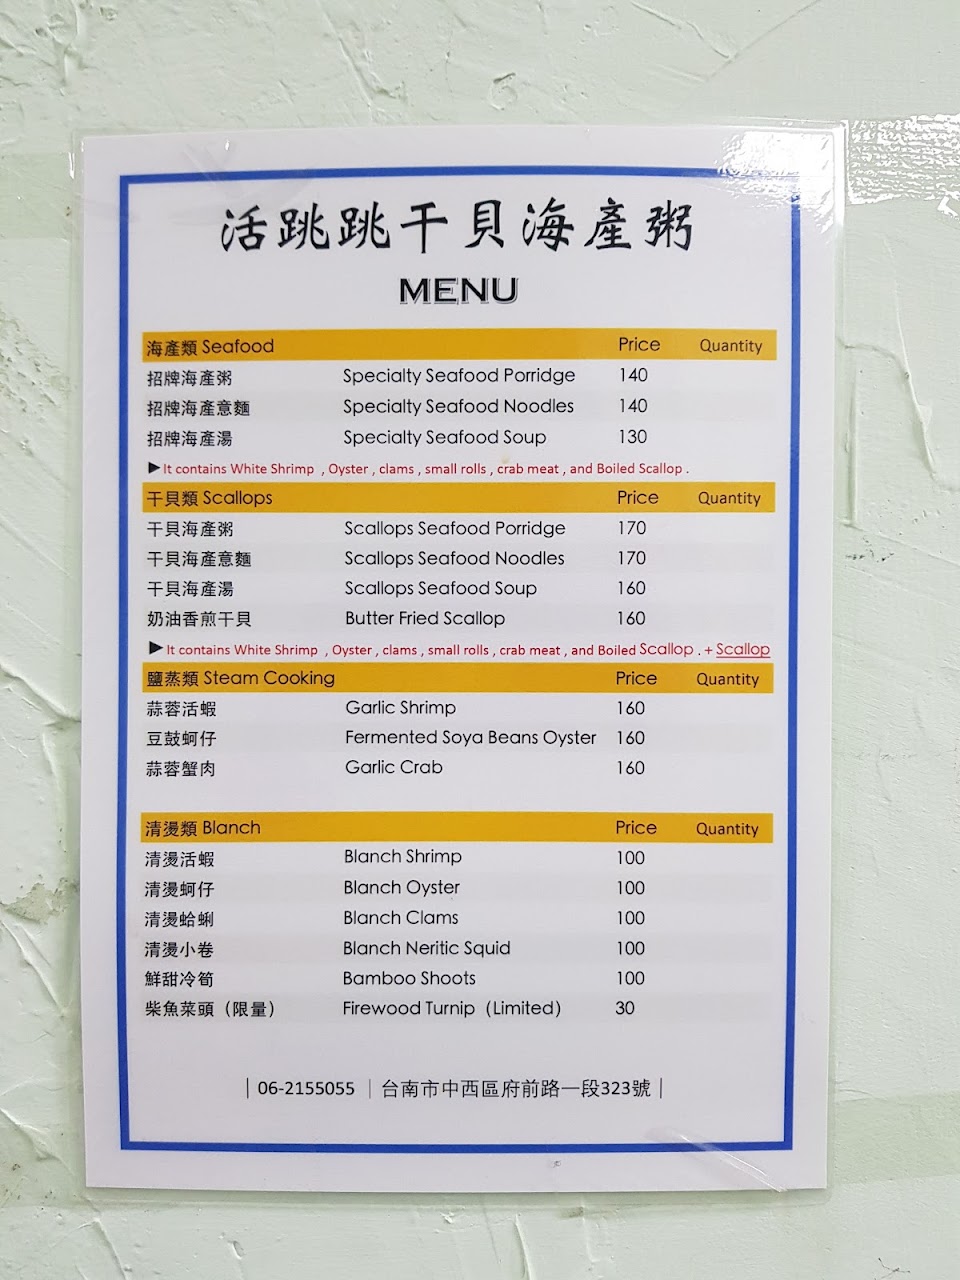 活跳跳干貝海產粥
MENU
海產類 Seafood Price Quantity
招牌海產粥 Specialty Seafood Porridge 140
招牌海產意麵 Specialty Seafood Noodles 140
招牌海產湯 Specialty Seafood Soup 130
▶It contains White Shrimp , Oyster , clams , small rolls , crab meat , and Boiled Scallop .
干貝類 Scallops Price Quantity
干貝海產粥 Scallops Seafood Porridge 170
干貝海產意麵 Scallops Seafood Noodles 170
干貝海產湯 Scallops Seafood Soup 160
奶油香煎干貝 Butter Fried Scallop 160
▶It contains White Shrimp , Oyster , clams , small rolls , crab meat , and Boiled Scallop . + Scallop
鹽蒸類 Steam Cooking Price Quantity
蒜蓉活蝦 Garlic Shrimp 160
豆鼓蚵仔 Fermented Soya Beans Oyster 160
蒜蓉蟹肉 Garlic Crab 160
清燙類 Blanch Price Quantity
清燙活蝦 Blanch Shrimp 100
清燙蚵仔 Blanch Oyster 100
清燙蛤蜊 Blanch Clams 100
清燙小卷 Blanch Neritic Squid 100
鮮甜冷筍 Bamboo Shoots 100
柴魚菜頭（限量） Firewood Turnip（Limited） 30
│06-2155055│台南市中西區府前路一段323號│